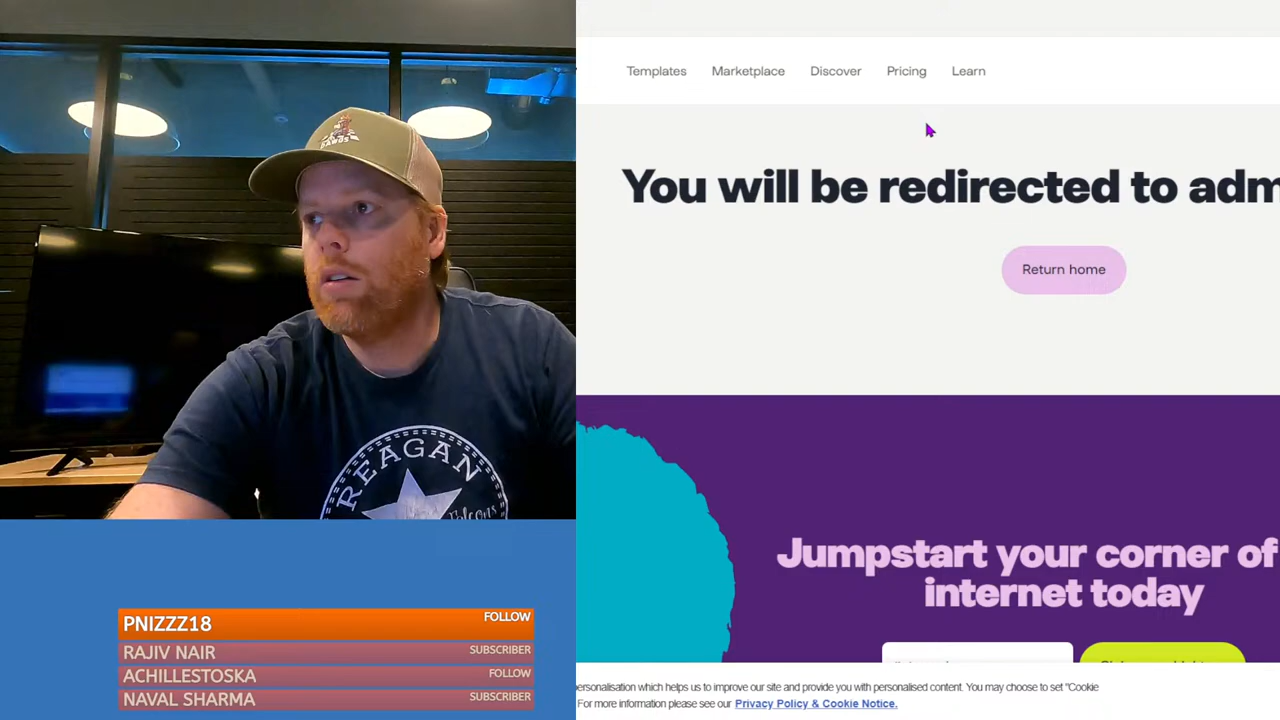 Templates Marketplace Discover Pricing Learn
You will be redirected to adm
Return home
REAGAN
Falcons
Jumpstart your corner of
internet today
PNIZZZ18 FOLLOW
RAJIV NAIR SUBSCRIBER
ACHILLESTOSKA FOLLOW
NAVAL SHARMA SUBSCRIBER
ersonalisation which helps us to improve our site and provide you with personalised content. You may choose to set "Cookie
For more information please see our Privacy Policy & Cookie Notice.